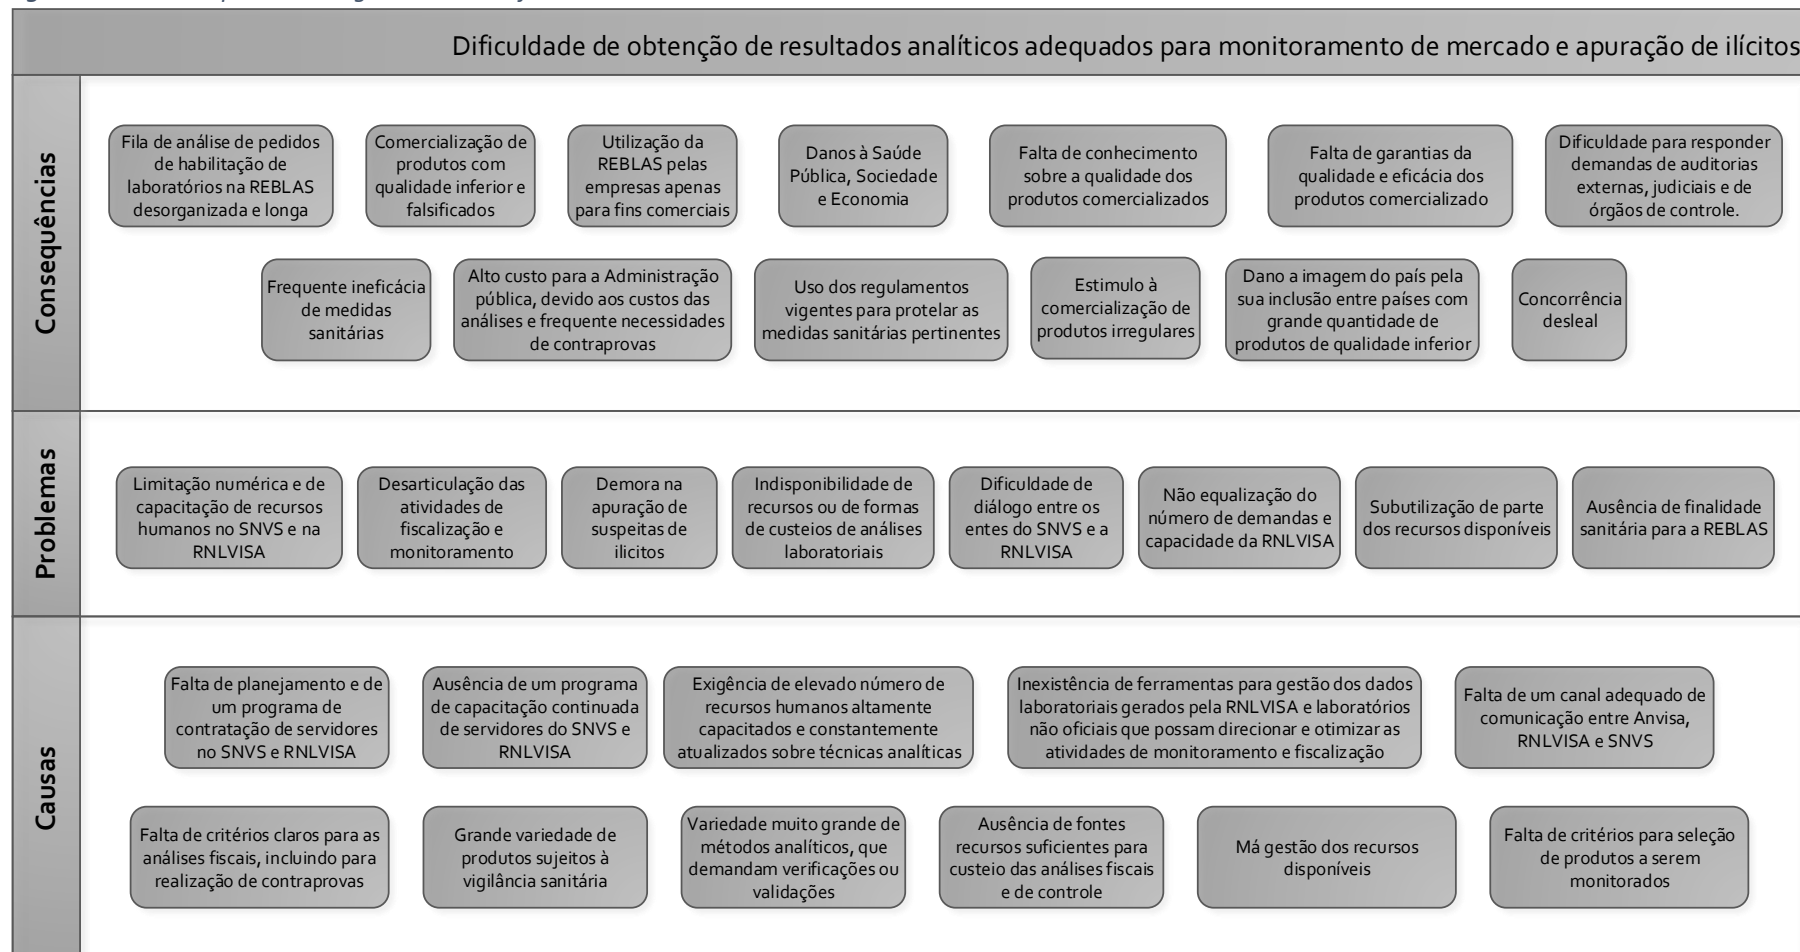 Dificuldade de obtenção de resultados analíticos adequados para monitoramento de mercado e apuração de ilícitos
Consequências
Fila de análise de pedidos
de habilitação de
laboratórios na REBLAS
desorganizada e longa
Comercialização de
produtos com
qualidade inferior e
falsificados
Utilização da
REBLAS pelas
empresas apenas
para fins comerciais
Danos à Saúde
Pública, Sociedade
e Economia
Falta de conhecimento
sobre a qualidade dos
produtos comercializados
Falta de garantias da
qualidade e eficácia dos
produtos comercializado
Dificuldade para responder
demandas de auditorias
externas, judiciais e de
órgãos de controle.
Frequente ineficácia
de medidas
sanitárias
Alto custo para a Administração
pública, devido aos custos das
análises e frequente necessidades
de contraprovas
Uso dos regulamentos
vigentes para protelar as
medidas sanitárias pertinentes
Estimulo à
comercialização de
produtos irregulares
Dano a imagem do país pela
sua inclusão entre países com
grande quantidade de
produtos de qualidade inferior
Concorrência
desleal
Problemas
Limitação numérica e de
capacitação de recursos
humanos no SNVS e na
RNLVISA
Desarticulação das
atividades de
fiscalização e
monitoramento
Demora na
apuração de
suspeitas de
ilicitos
Indisponibilidade de
recursos ou de formas
de custeios de análises
laboratoriais
Dificuldade de
diálogo entre os
entes do SNVS e a
RNLVISA
Não equalização do
número de demandas e
capacidade da RNLVISA
Subutilização de parte
dos recursos disponíveis
Ausência de finalidade
sanitária para a REBLAS
Causas
Falta de planejamento e de
um programa de
contratação de servidores
no SNVS e RNLVISA
Ausência de um programa
de capacitação continuada
de servidores do SNVS e
RNLVISA
Exigência de elevado número de
recursos humanos altamente
capacitados e constantemente
atualizados sobre técnicas analíticas
Inexistência de ferramentas para gestão dos dados
laboratoriais gerados pela RNLVISA e laboratórios
não oficiais que possam direcionar e otimizar as
atividades de monitoramento e fiscalização
Falta de um canal adequado de
comunicação entre Anvisa,
RNLVISA e SNVS
Falta de critérios claros para as
análises fiscais, incluindo para
realização de contraprovas
Grande variedade de
produtos sujeitos à
vigilância sanitária
Variedade muito grande de
métodos analíticos, que
demandam verificações ou
validações
Ausência de fontes
recursos suficientes para
custeio das análises fiscais
e de controle
Má gestão dos recursos
disponíveis
Falta de critérios para seleção
de produtos a serem
monitorados